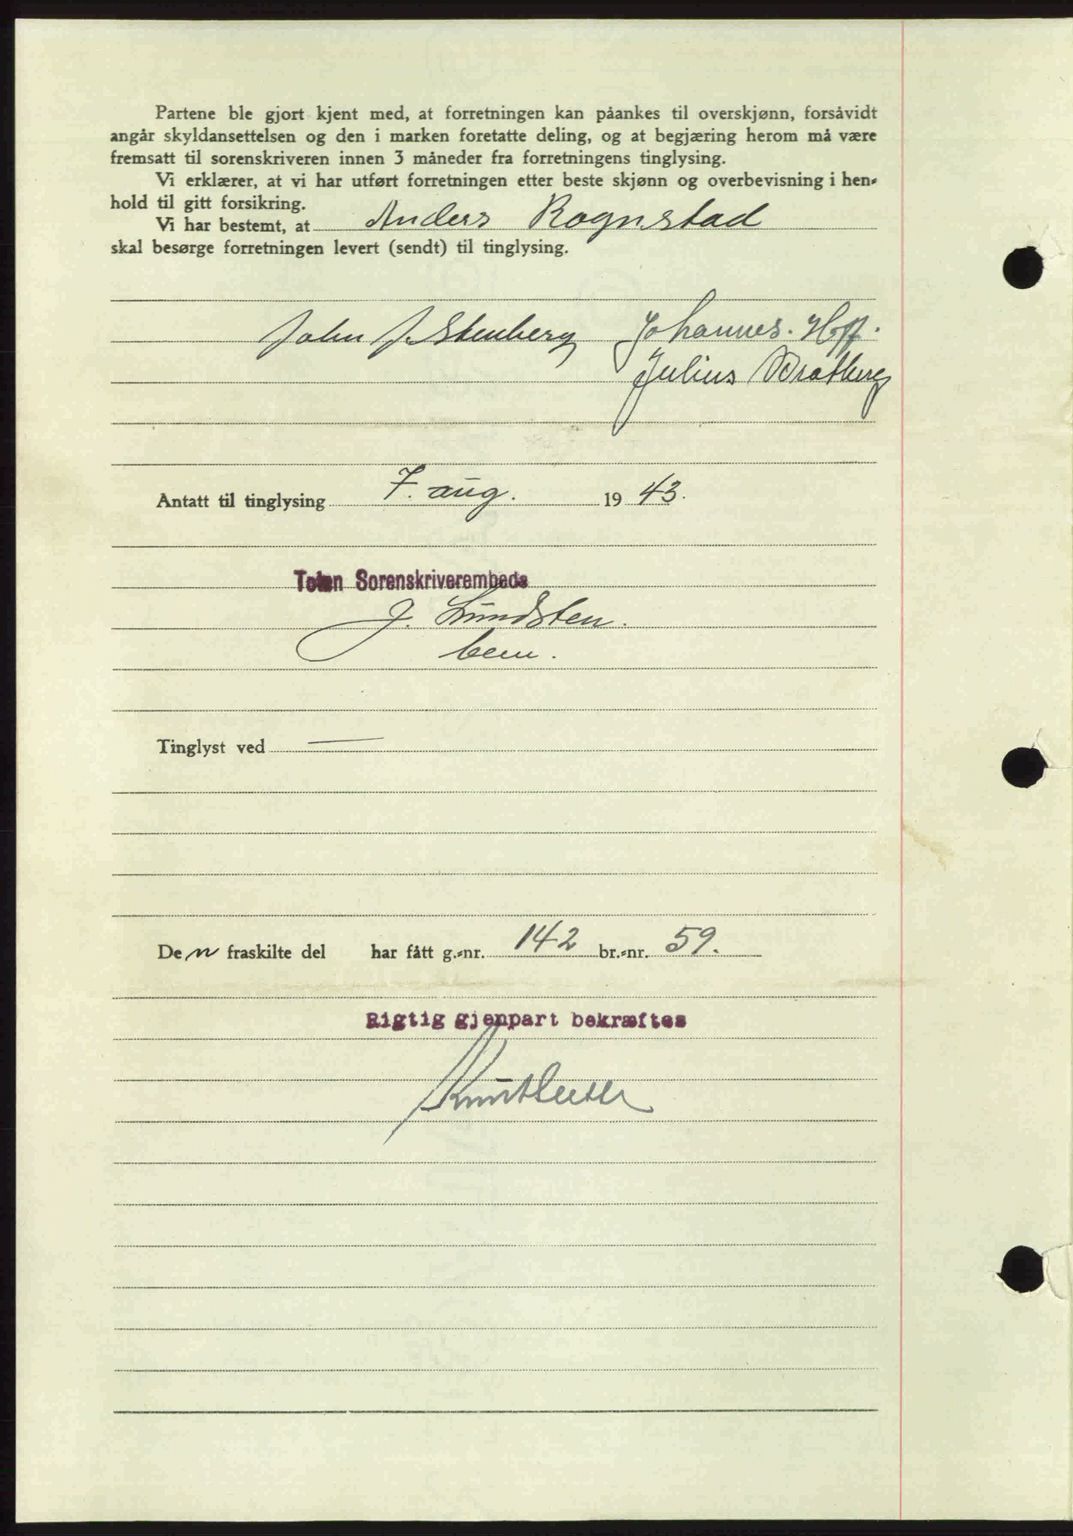 Partene ble gjort kjent med, at forretningen kan påankes til overskjønn, forsåvidt
angår skyldansettelsen og den i marken foretatte deling, og at begjæring herom må være
fremsatt til sorenskriveren innen 3 måneder fra forretningens tinglysing.
Vi erklærer, at vi har utført forretningen etter beste skjønn og overbevisning i hen-
hold til gitt forsikring.
Vi har bestemt, at Anders Rognstad
skal besørge forretningen levert (sendt) til tinglysing.
John J. Stenberg Johannes. Hoff.
Julius Bratberg
Antatt til tinglysing 7. aug. 1943.
Toten Sorenskriverembede
J. Lundsten.
bem.
Tinglyst ved —
Den fraskilte del har fått g.-nr. 142 br.-nr. 59.
Rigtig gjenpart bekræftes